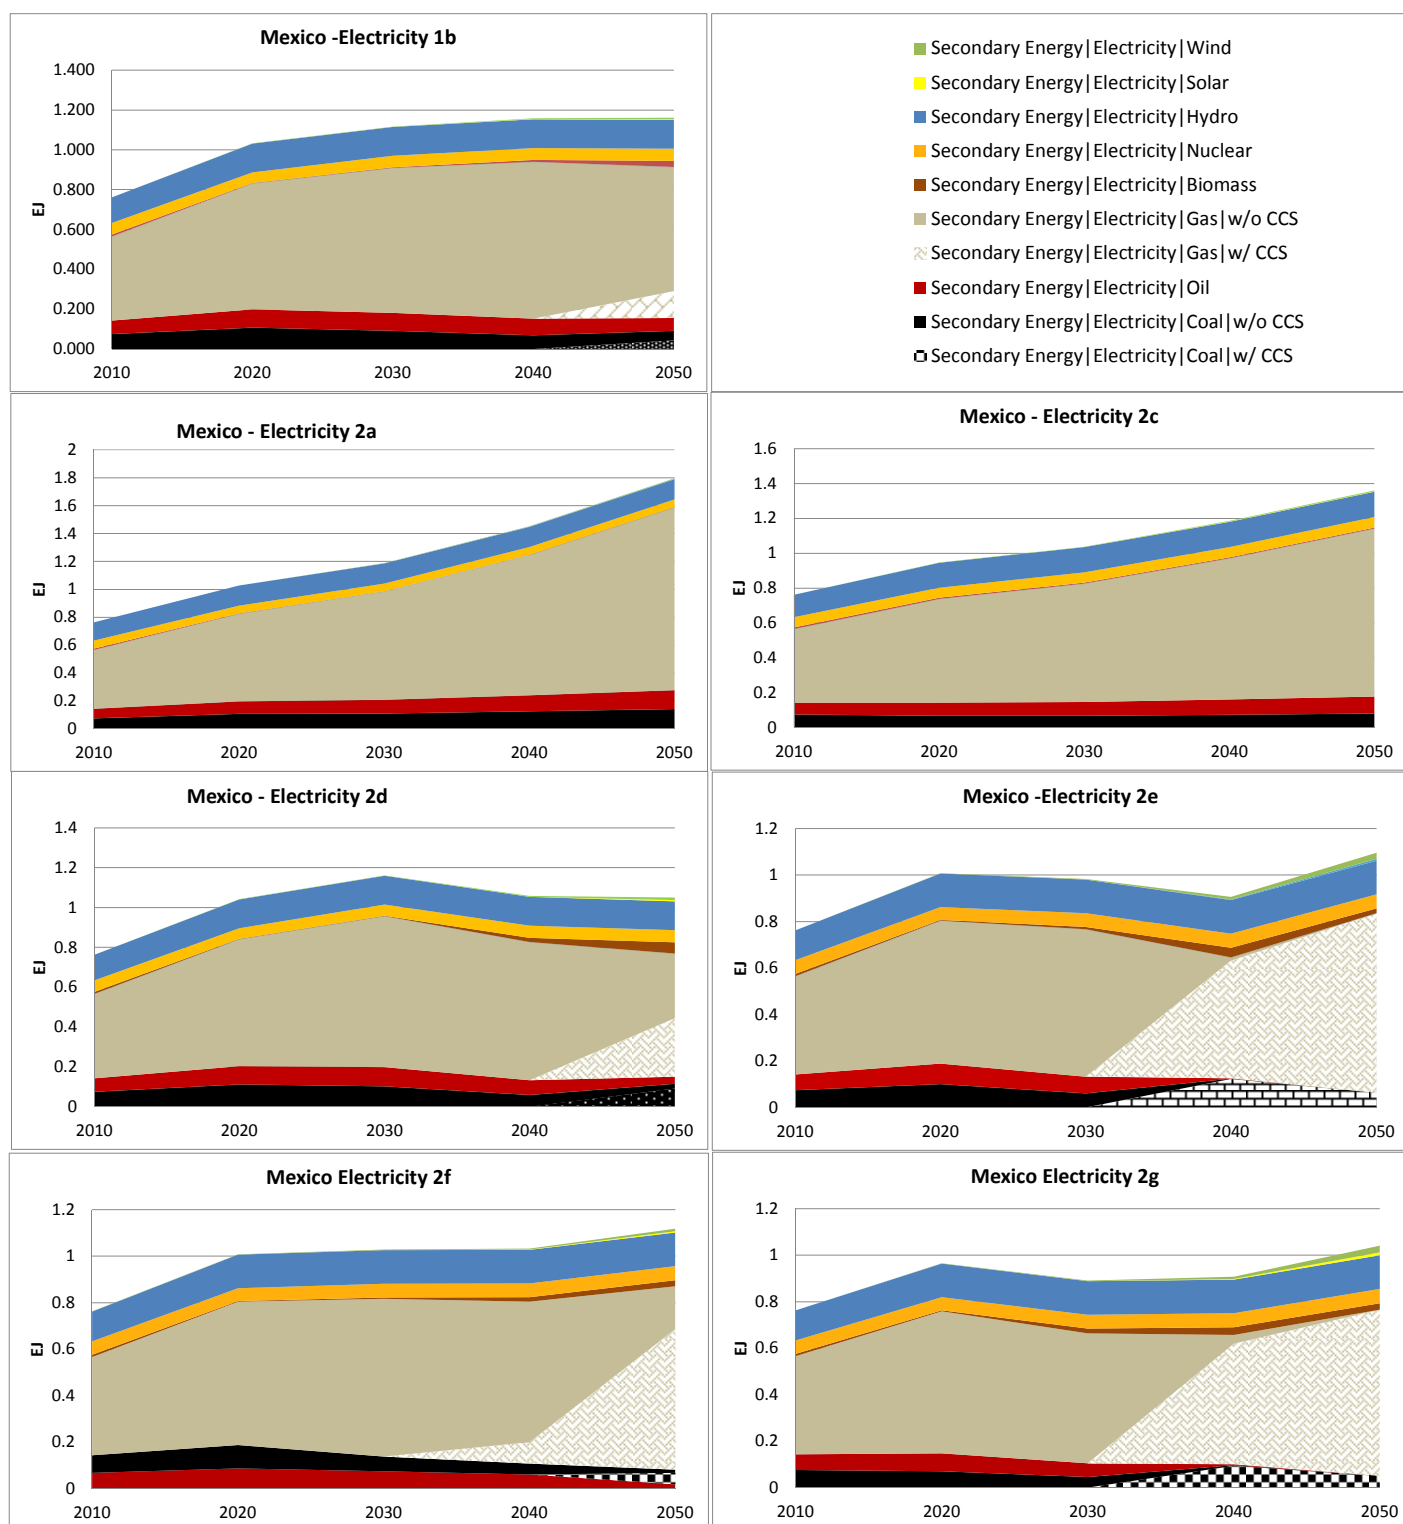 Mexico -Electricity 1b
EJ
1.400
1.200
1.000
0.800
0.600
0.400
0.200
0.000
2010 2020 2030 2040 2050
Secondary Energy|Electricity|Wind
Secondary Energy|Electricity|Solar
Secondary Energy|Electricity|Hydro
Secondary Energy|Electricity|Nuclear
Secondary Energy|Electricity|Biomass
Secondary Energy|Electricity|Gas|w/o CCS
Secondary Energy|Electricity|Gas|w/ CCS
Secondary Energy|Electricity|Oil
Secondary Energy|Electricity|Coal|w/o CCS
Secondary Energy|Electricity|Coal|w/ CCS
Mexico - Electricity 2a
EJ
2
1.8
1.6
1.4
1.2
1
0.8
0.6
0.4
0.2
0
2010 2020 2030 2040 2050
Mexico - Electricity 2c
EJ
1.6
1.4
1.2
1
0.8
0.6
0.4
0.2
0
2010 2020 2030 2040 2050
Mexico - Electricity 2d
EJ
1.4
1.2
1
0.8
0.6
0.4
0.2
0
2010 2020 2030 2040 2050
Mexico -Electricity 2e
EJ
1.2
1
0.8
0.6
0.4
0.2
0
2010 2020 2030 2040 2050
Mexico Electricity 2f
EJ
1.2
1
0.8
0.6
0.4
0.2
0
2010 2020 2030 2040 2050
Mexico Electricity 2g
EJ
1.2
1
0.8
0.6
0.4
0.2
0
2010 2020 2030 2040 2050